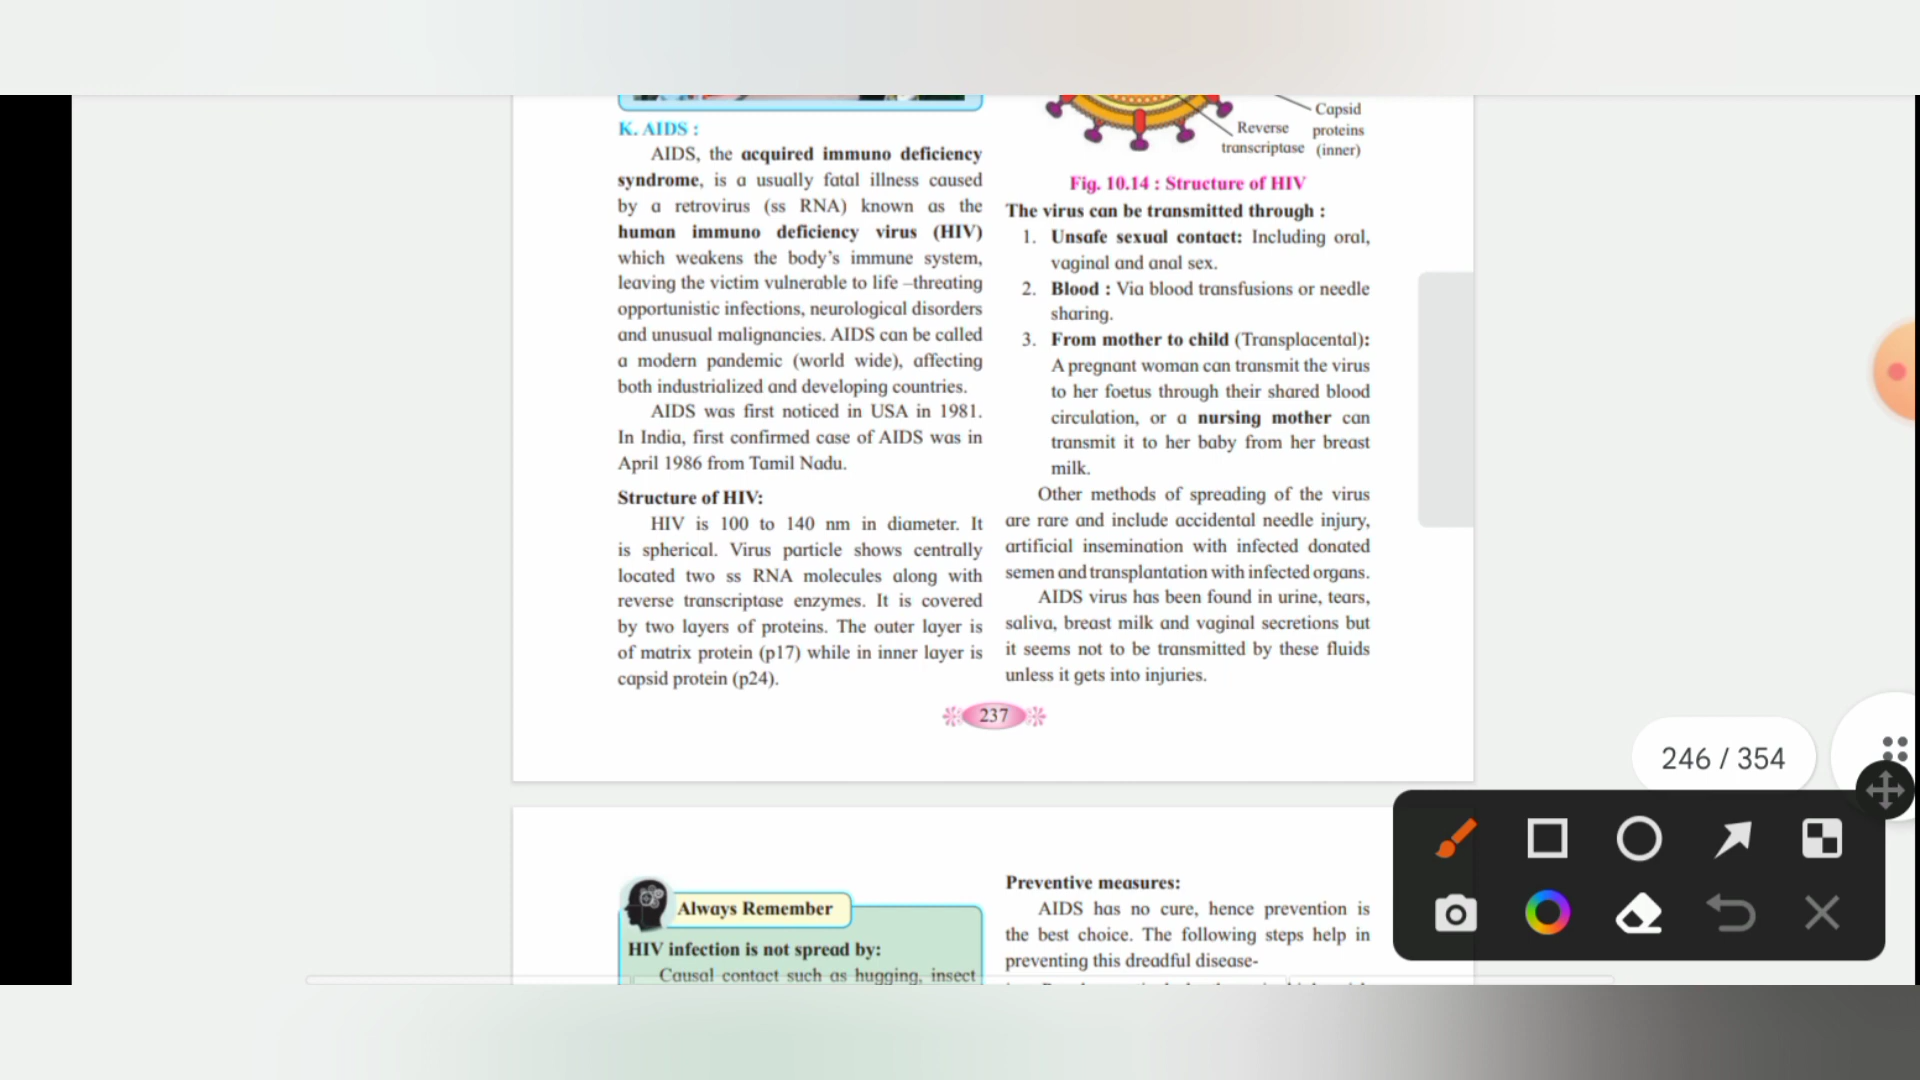 K. AIDS :
AIDS, the acquired immuno deficiency
syndrome, is a usually fatal illness caused
by a retrovirus (ss RNA) known as the
human immuno deficiency virus (HIV)
which weakens the body's immune system,
leaving the victim vulnerable to life –threating
opportunistic infections, neurological disorders
and unusual malignancies. AIDS can be called
a modern pandemic (world wide), affecting
both industrialized and developing countries.
AIDS was first noticed in USA in 1981.
In India, first confirmed case of AIDS was in
April 1986 from Tamil Nadu.
Structure of HIV:
HIV is 100 to 140 nm in diameter. It
is spherical. Virus particle shows centrally
located two ss RNA molecules along with
reverse transcriptase enzymes. It is covered
by two layers of proteins. The outer layer is
of matrix protein (p17) while in inner layer is
capsid protein (p24).
Capsid
proteins
(inner)
Reverse
transcriptase
Fig. 10.14 : Structure of HIV
The virus can be transmitted through :
1. Unsafe sexual contact: Including oral,
vaginal and anal sex.
2. Blood : Via blood transfusions or needle
sharing.
3. From mother to child (Transplacental):
A pregnant woman can transmit the virus
to her foetus through their shared blood
circulation, or a nursing mother can
transmit it to her baby from her breast
milk.
Other methods of spreading of the virus
are rare and include accidental needle injury,
artificial insemination with infected donated
semen and transplantation with infected organs.
AIDS virus has been found in urine, tears,
saliva, breast milk and vaginal secretions but
it seems not to be transmitted by these fluids
unless it gets into injuries.
237
246 / 354
Always Remember
HIV infection is not spread by:
Causal contact such as hugging, insect
Preventive measures:
AIDS has no cure, hence prevention is
the best choice. The following steps help in
preventing this dreadful disease-